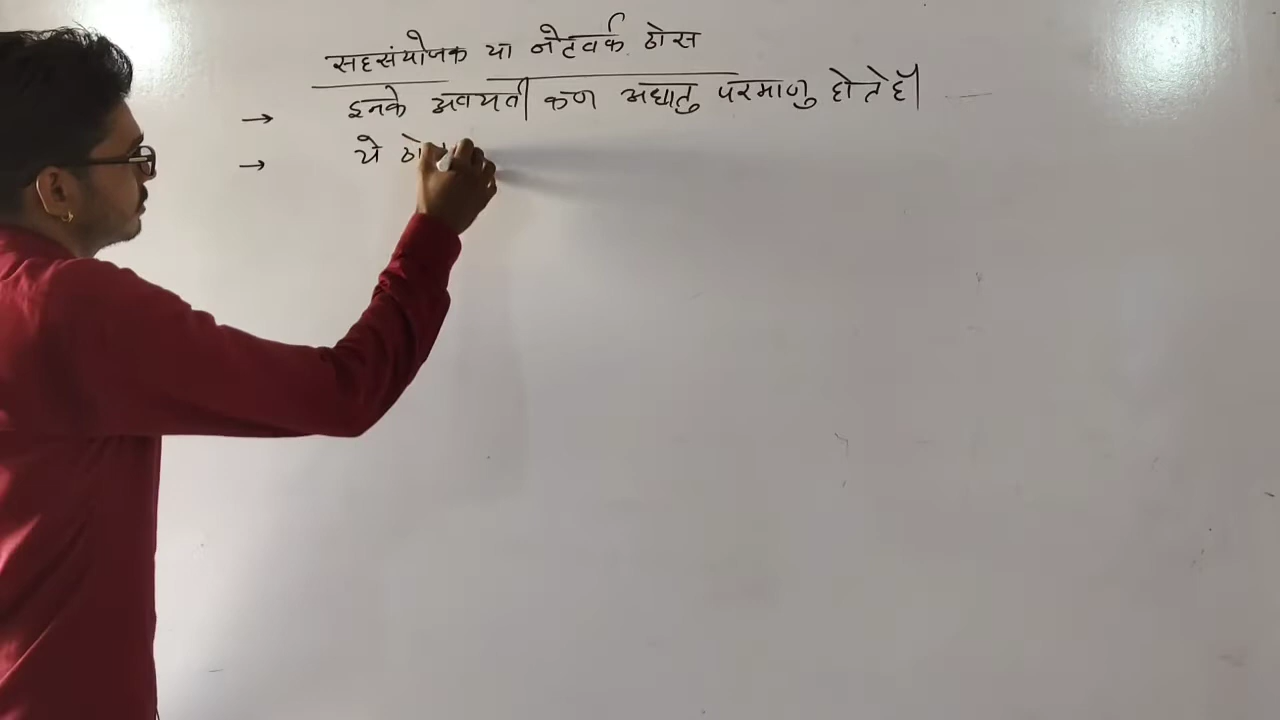 सहसंयोजक या नेटवर्क ठोस
→ इनके अवयवी कण अधातु परमाणु होते हैं।
→ ये